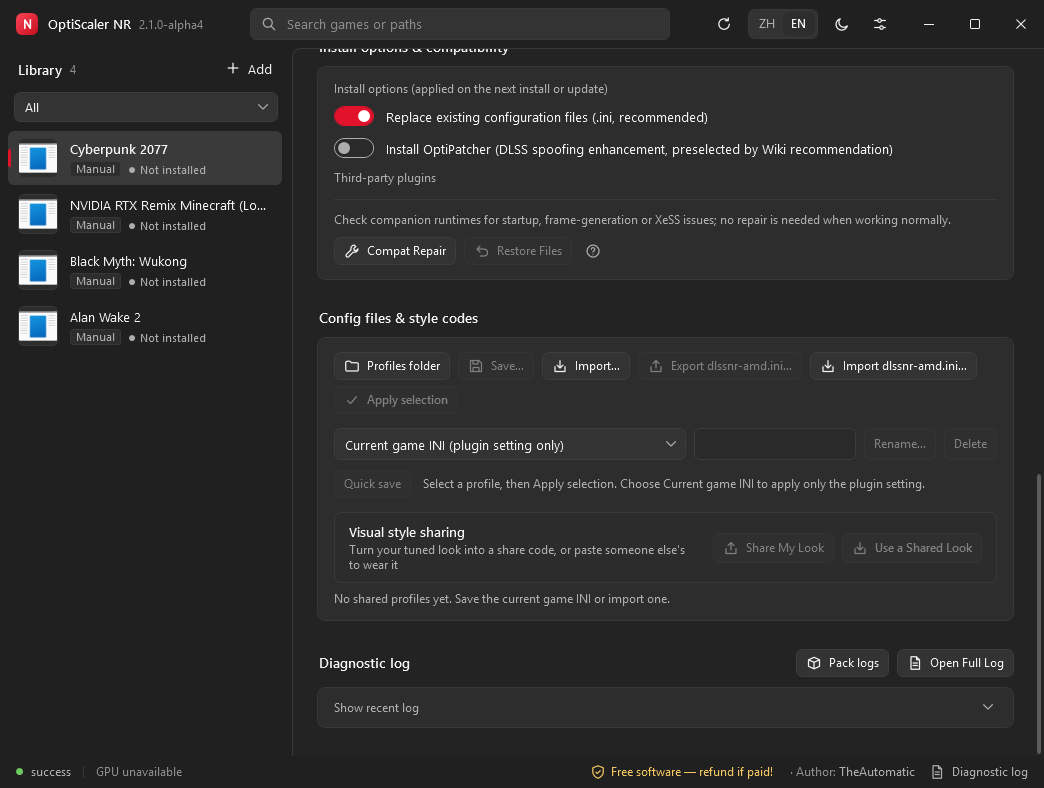 N OptiScaler NR 2.1.0-alpha4
Search games or paths
ZH EN
Library 4
Add
All
Cyberpunk 2077
Manual ● Not installed
NVIDIA RTX Remix Minecraft (Lo...
Manual ● Not installed
Black Myth: Wukong
Manual ● Not installed
Alan Wake 2
Manual ● Not installed
Install options & compatibility
Install options (applied on the next install or update)
Replace existing configuration files (.ini, recommended)
Install OptiPatcher (DLSS spoofing enhancement, preselected by Wiki recommendation)
Third-party plugins
Check companion runtimes for startup, frame-generation or XeSS issues; no repair is needed when working normally.
Compat Repair Restore Files
Config files & style codes
Profiles folder Save... Import... Export dlssnr-amd.ini... Import dlssnr-amd.ini...
Apply selection
Current game INI (plugin setting only) Rename... Delete
Quick save Select a profile, then Apply selection. Choose Current game INI to apply only the plugin setting.
Visual style sharing
Turn your tuned look into a share code, or paste someone else's
to wear it
Share My Look Use a Shared Look
No shared profiles yet. Save the current game INI or import one.
Diagnostic log Pack logs Open Full Log
Show recent log
success GPU unavailable Free software — refund if paid! · Author: TheAutomatic Diagnostic log